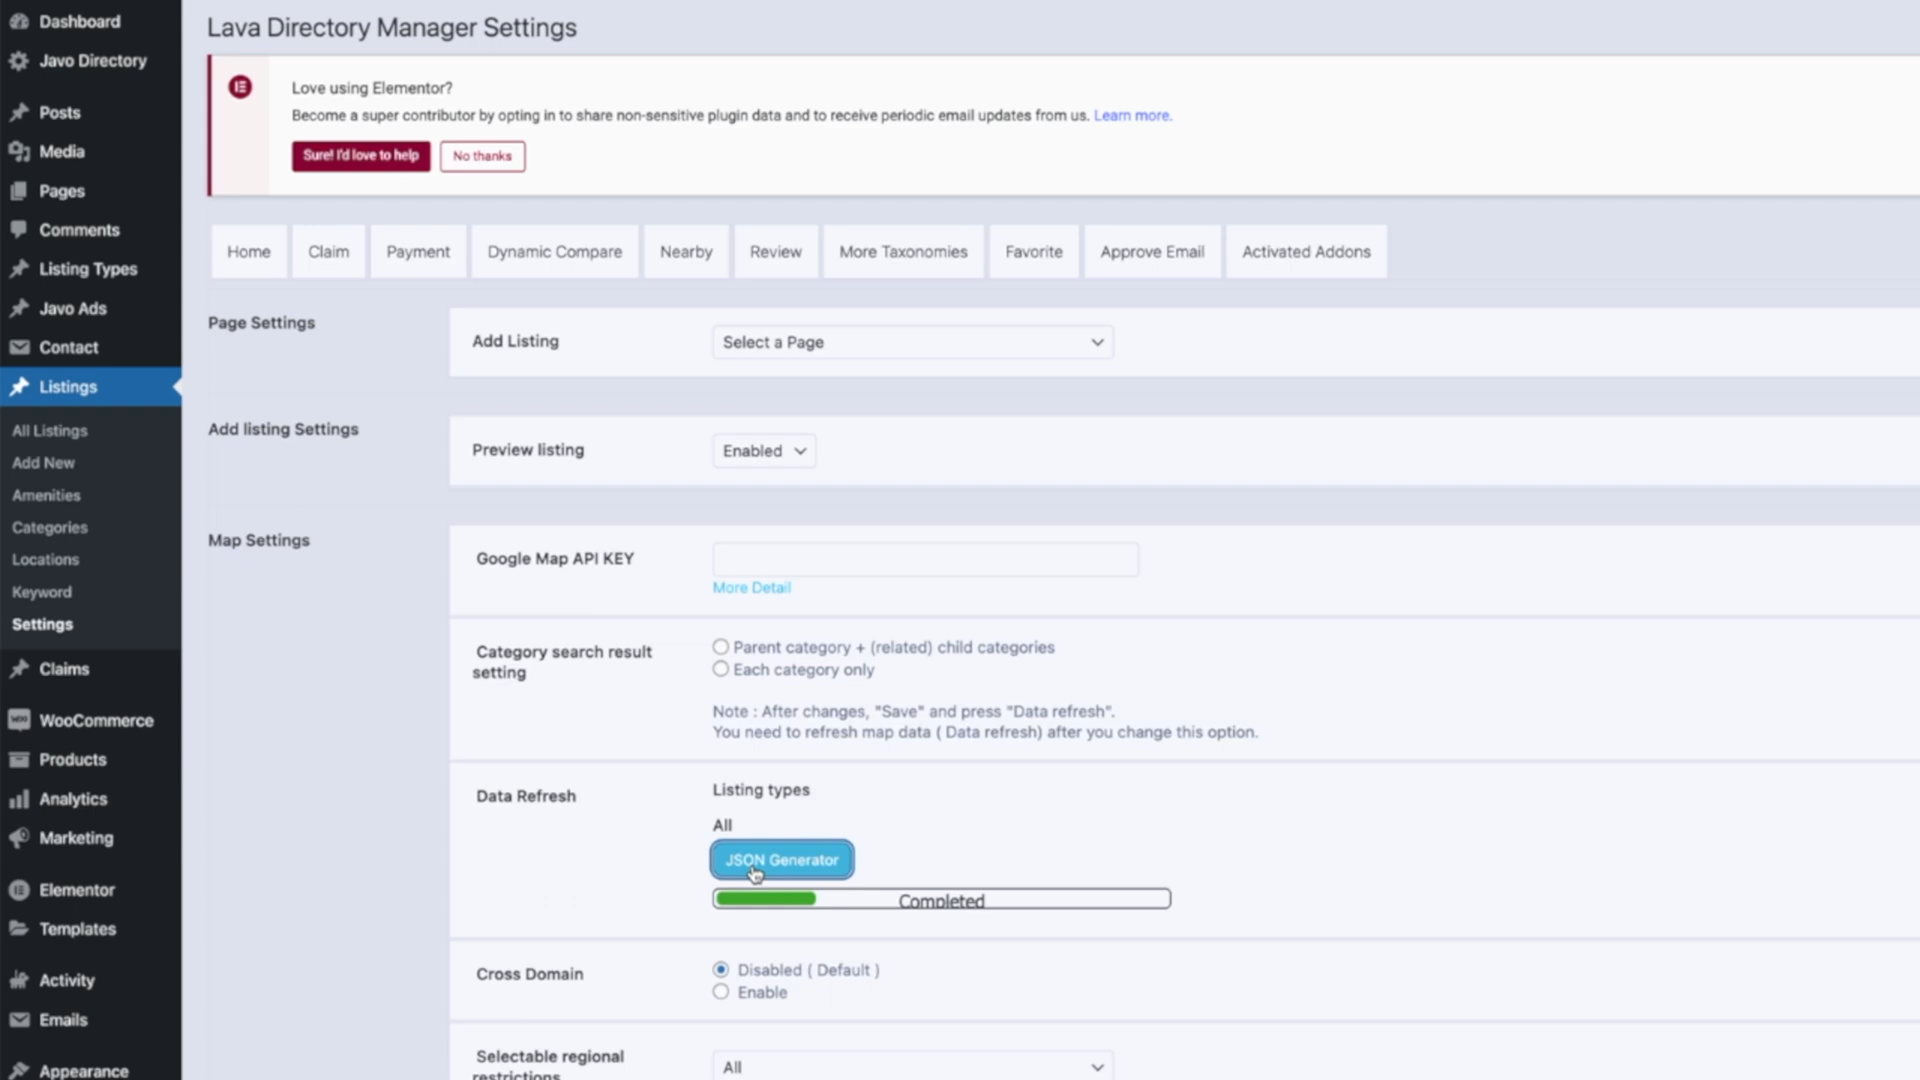 Dashboard
Javo Directory
Posts
Media
Pages
Comments
Listing Types
Javo Ads
Contact
Listings
All Listings
Add New
Amenities
Categories
Locations
Keyword
Settings
Claims
WooCommerce
Products
Analytics
Marketing
Elementor
Templates
Activity
Emails
Appearance
Lava Directory Manager Settings
Love using Elementor?
Become a super contributor by opting in to share non-sensitive plugin data and to receive periodic email updates from us. Learn more.
Sure! I'd love to help No thanks
Home Claim Payment Dynamic Compare Nearby Review More Taxonomies Favorite Approve Email Activated Addons
Page Settings
Add Listing Select a Page
Add listing Settings
Preview listing Enabled
Map Settings
Google Map API KEY
More Detail
Category search result
setting
Parent category + (related) child categories
Each category only
Note : After changes, "Save" and press "Data refresh".
You need to refresh map data ( Data refresh) after you change this option.
Data Refresh
Listing types
All
JSON Generator
Completed
Cross Domain
Disabled ( Default )
Enable
Selectable regional
restrictions
All